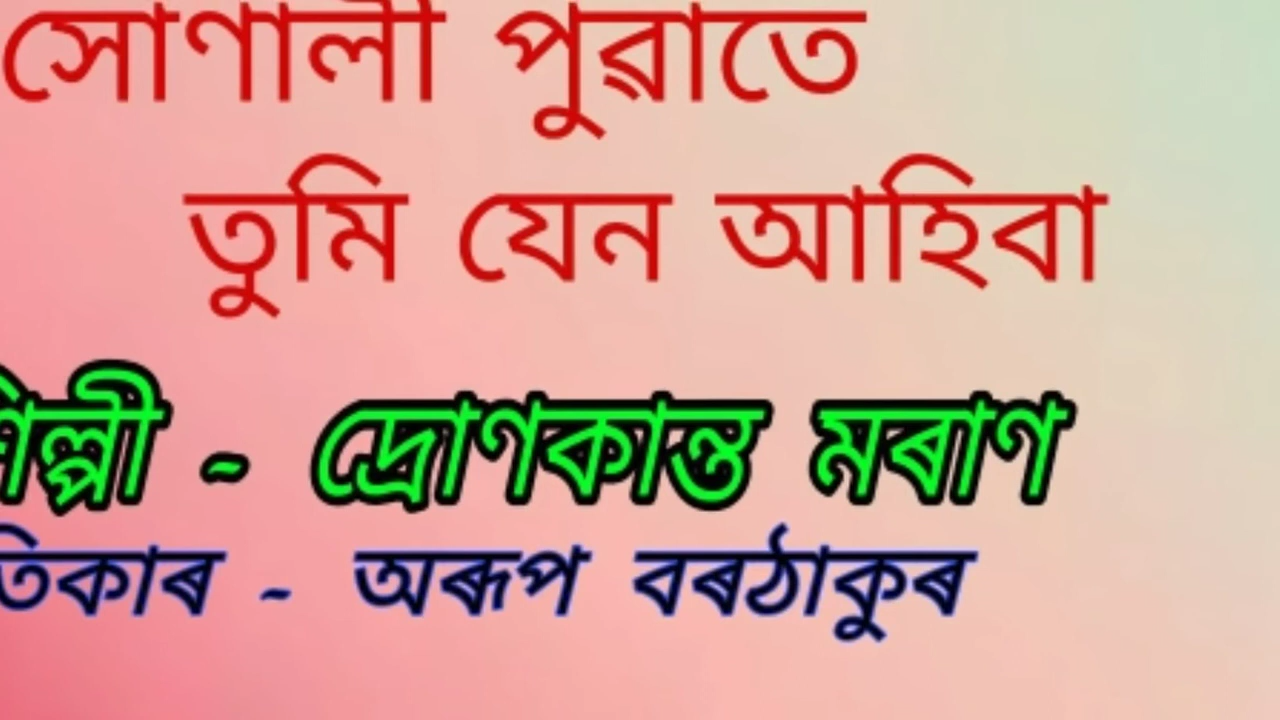 সোণালী পুৱাতে
তুমি যেন আহিবা
শিল্পী - দ্ৰোণকান্ত মৰাণ
তিকাৰ - অৰূপ বৰঠাকুৰ